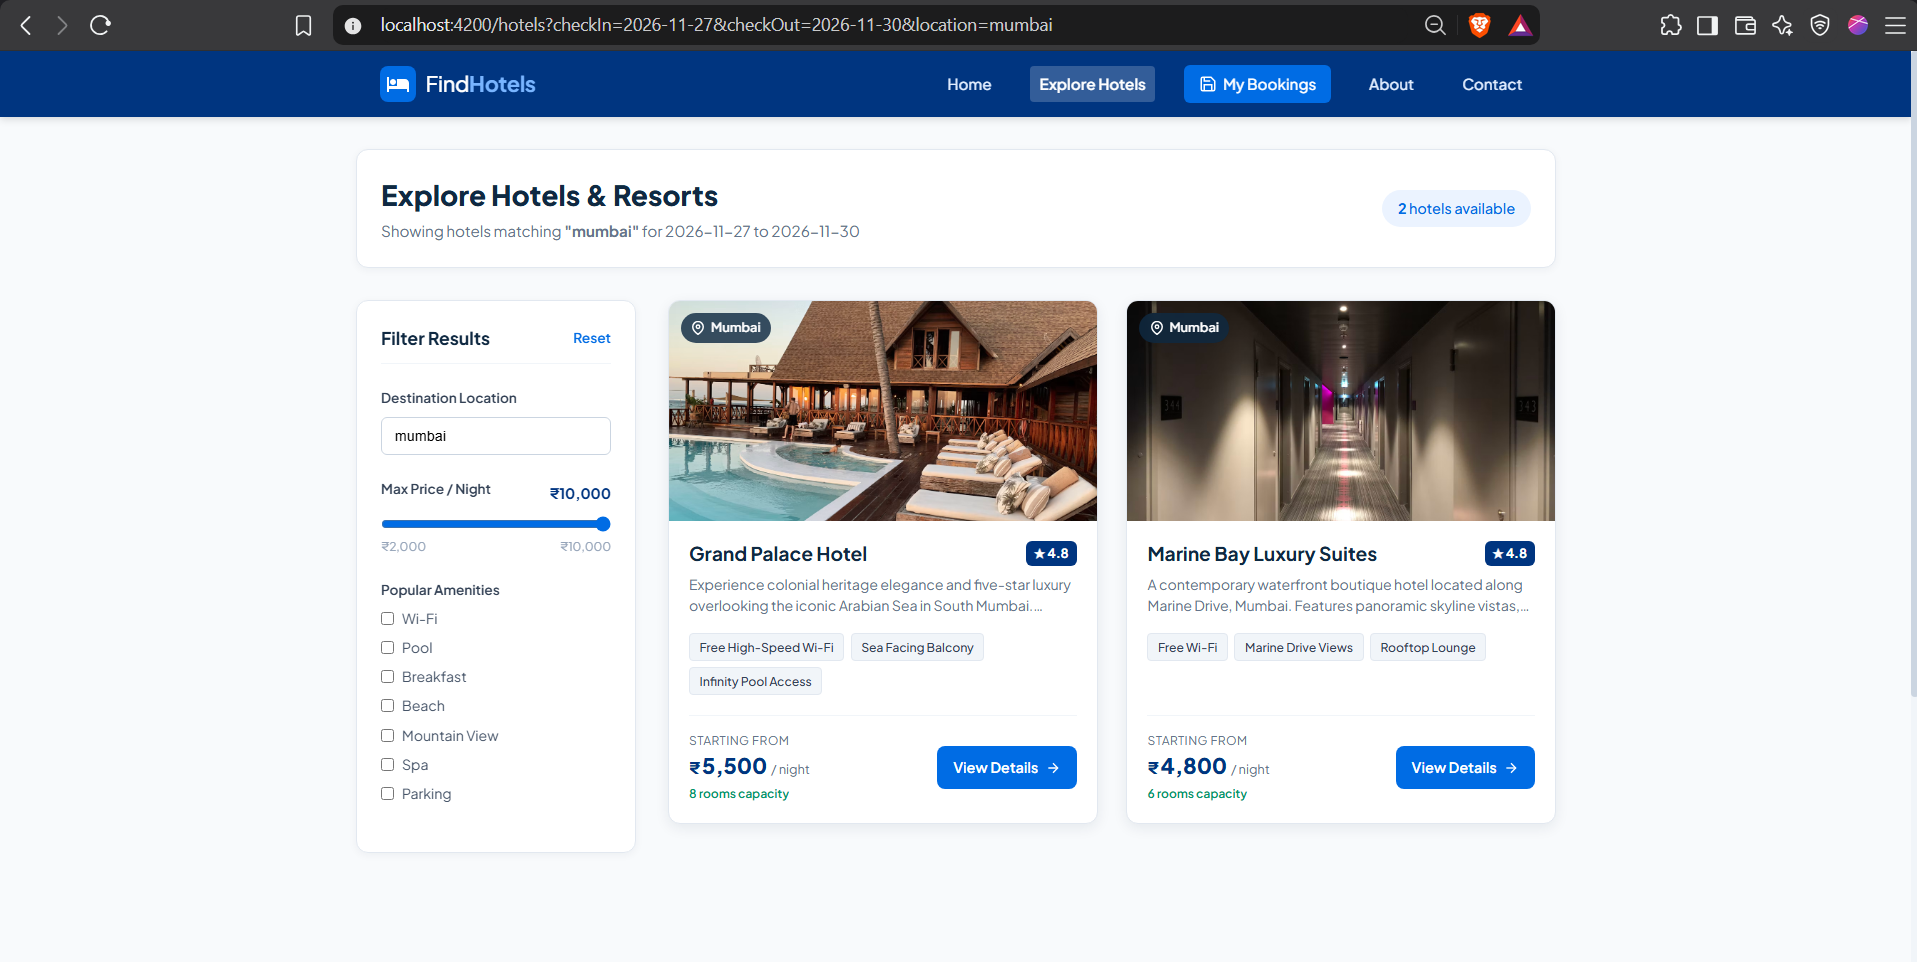 localhost:4200/hotels?checkIn=2026-11-27&checkOut=2026-11-30&location=mumbai
FindHotels
Home
Explore Hotels
My Bookings
About
Contact
Explore Hotels & Resorts
Showing hotels matching "mumbai" for 2026-11-27 to 2026-11-30
2 hotels available
Filter Results
Reset
Destination Location
mumbai
Max Price / Night
₹10,000
₹2,000
₹10,000
Popular Amenities
Wi-Fi
Pool
Breakfast
Beach
Mountain View
Spa
Parking
Mumbai
Grand Palace Hotel
★4.8
Experience colonial heritage elegance and five-star luxury
overlooking the iconic Arabian Sea in South Mumbai....
Free High-Speed Wi-Fi
Sea Facing Balcony
Infinity Pool Access
STARTING FROM
₹5,500 / night
8 rooms capacity
View Details →
Mumbai
344
343
Marine Bay Luxury Suites
★4.8
A contemporary waterfront boutique hotel located along
Marine Drive, Mumbai. Features panoramic skyline vistas,...
Free Wi-Fi
Marine Drive Views
Rooftop Lounge
STARTING FROM
₹4,800 / night
6 rooms capacity
View Details →